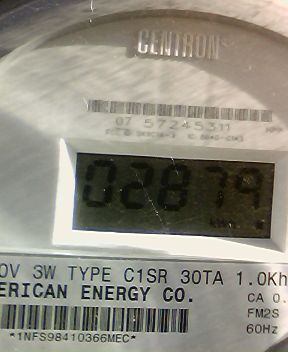 CENTRON
07 57245311
02879
kWh
0V 3W TYPE C1SR 30TA 1.0Kh
ERICAN ENERGY CO. CA 0.
FM2S
60Hz
*1NFS98410366MEC*